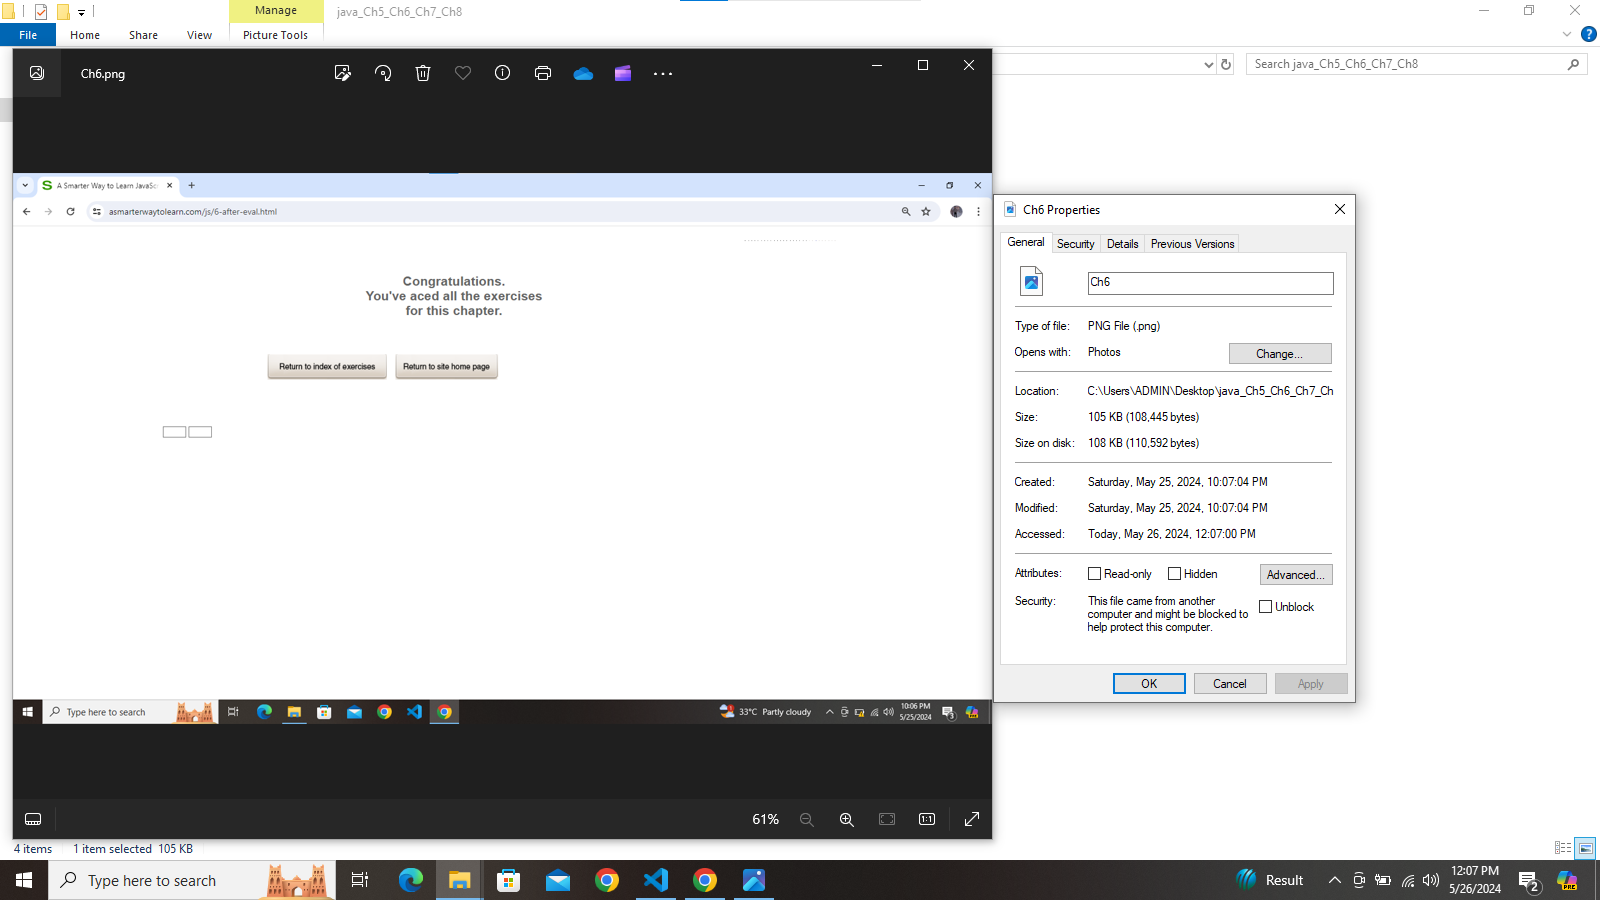 Manage
java_Ch5_Ch6_Ch7_Ch8
File
Home
Share
View
Picture Tools
?
Search java_Ch5_Ch6_Ch7_Ch8
Ch6.png
A Smarter Way to Learn JavaSc
asmarterwaytolearn.com/js/6-after-eval.html
Congratulations.
You've aced all the exercises
for this chapter.
Return to index of exercises
Return to site home page
Type here to search
33°C Partly cloudy
10:06 PM
5/25/2024
3
61%
1:1
Ch6 Properties
General
Security
Details
Previous Versions
Ch6
Type of file: PNG File (.png)
Opens with: Photos
Change...
Location: C:\Users\ADMIN\Desktop\java_Ch5_Ch6_Ch7_Ch
Size: 105 KB (108,445 bytes)
Size on disk: 108 KB (110,592 bytes)
Created: Saturday, May 25, 2024, 10:07:04 PM
Modified: Saturday, May 25, 2024, 10:07:04 PM
Accessed: Today, May 26, 2024, 12:07:00 PM
Attributes: Read-only Hidden Advanced...
Security: This file came from another
computer and might be blocked to
help protect this computer.
Unblock
OK
Cancel
Apply
4 items 1 item selected 105 KB
Type here to search
Result
12:07 PM
5/26/2024
2
PRE